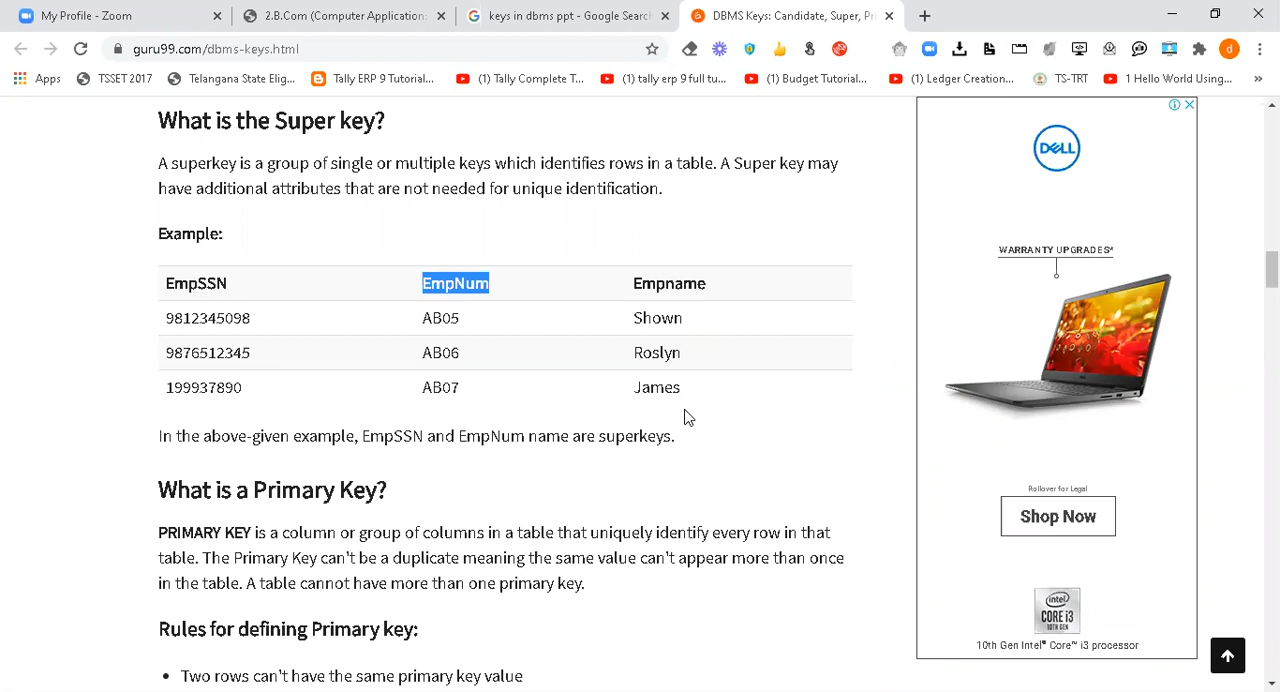 My Profile - Zoom
2.B.Com (Computer Application:
keys in dbms ppt - Google Search
DBMS Keys: Candidate, Super, Pri
guru99.com/dbms-keys.html
d
Apps
TSSET 2017
Telangana State Elig...
Tally ERP 9 Tutorial...
(1) Tally Complete T...
(1) tally erp 9 full tu...
(1) Budget Tutorial...
(1) Ledger Creation...
TS-TRT
1 Hello World Using...
»
What is the Super key?
A superkey is a group of single or multiple keys which identifies rows in a table. A Super key may
have additional attributes that are not needed for unique identification.
Example:
EmpSSN EmpNum Empname
9812345098 AB05 Shown
9876512345 AB06 Roslyn
199937890 AB07 James
In the above-given example, EmpSSN and EmpNum name are superkeys.
What is a Primary Key?
PRIMARY KEY is a column or group of columns in a table that uniquely identify every row in that
table. The Primary Key can't be a duplicate meaning the same value can't appear more than once
in the table. A table cannot have more than one primary key.
Rules for defining Primary key:
• Two rows can't have the same primary key value
DELL
WARRANTY UPGRADES*
Rollover for Legal
Shop Now
intel
CORE i3
10TH GEN
10th Gen Intel® Core™ i3 processor